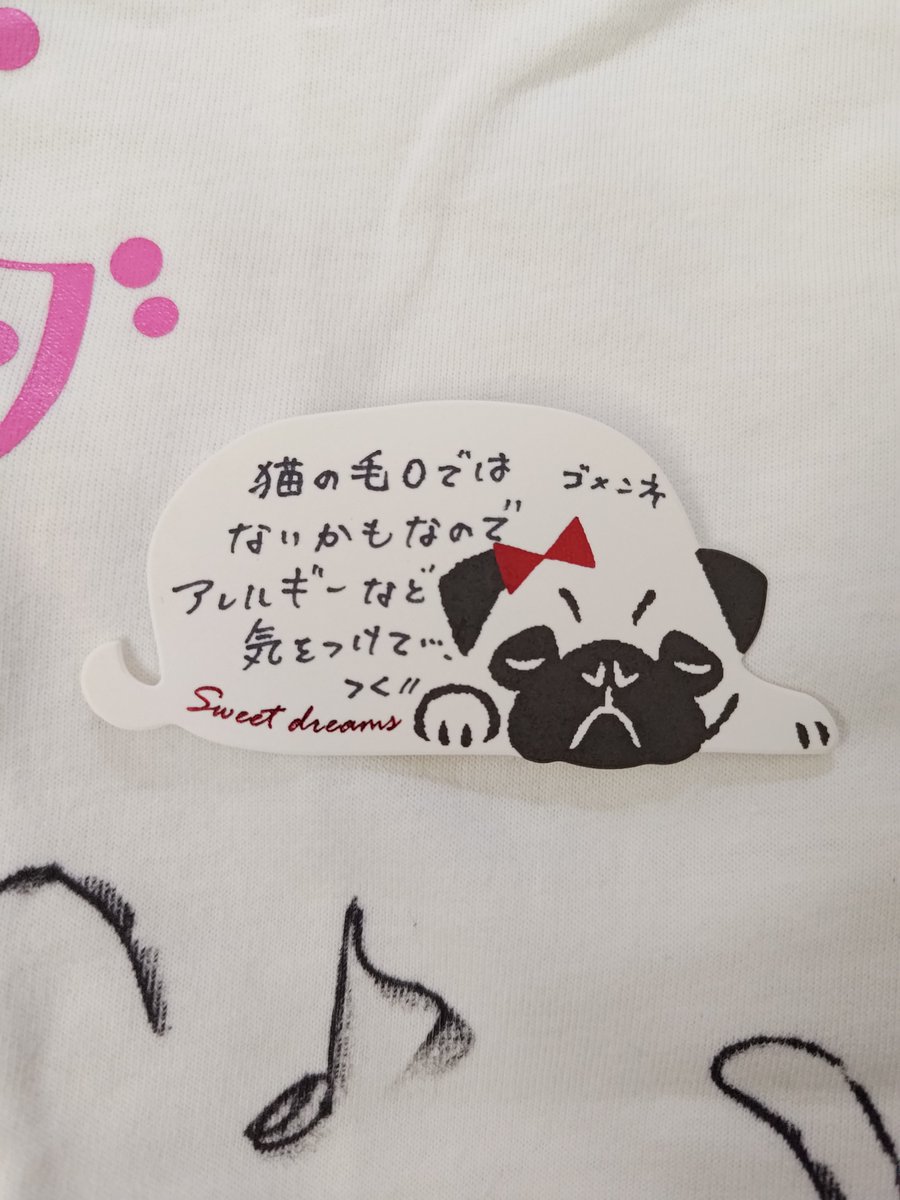 猫の毛0では
ないかもなので
アレルギーなど
気をつけて…!
つぐ
ゴメンネ
Sweet dreams